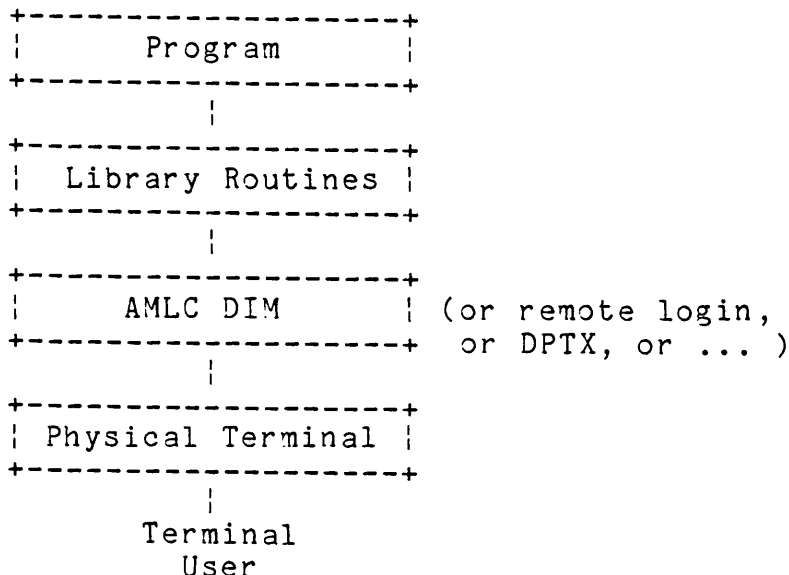 Program
Library Routines
AMLC DIM (or remote login,
or DPTX, or ... )
Physical Terminal
Terminal
User